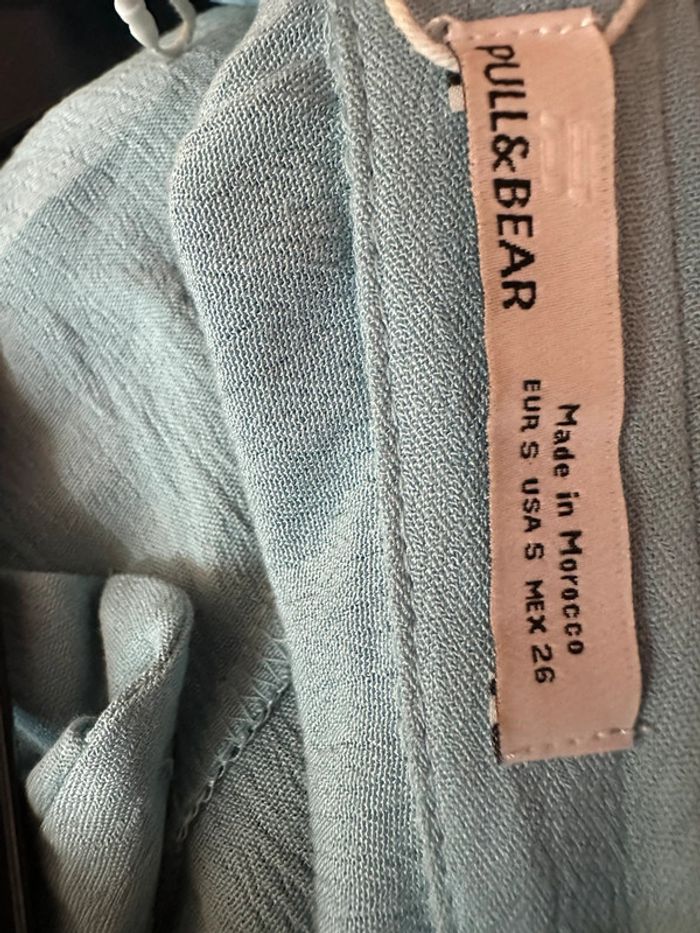 PULL&BEAR
Made in Morocco
EUR S USA S MEX 26